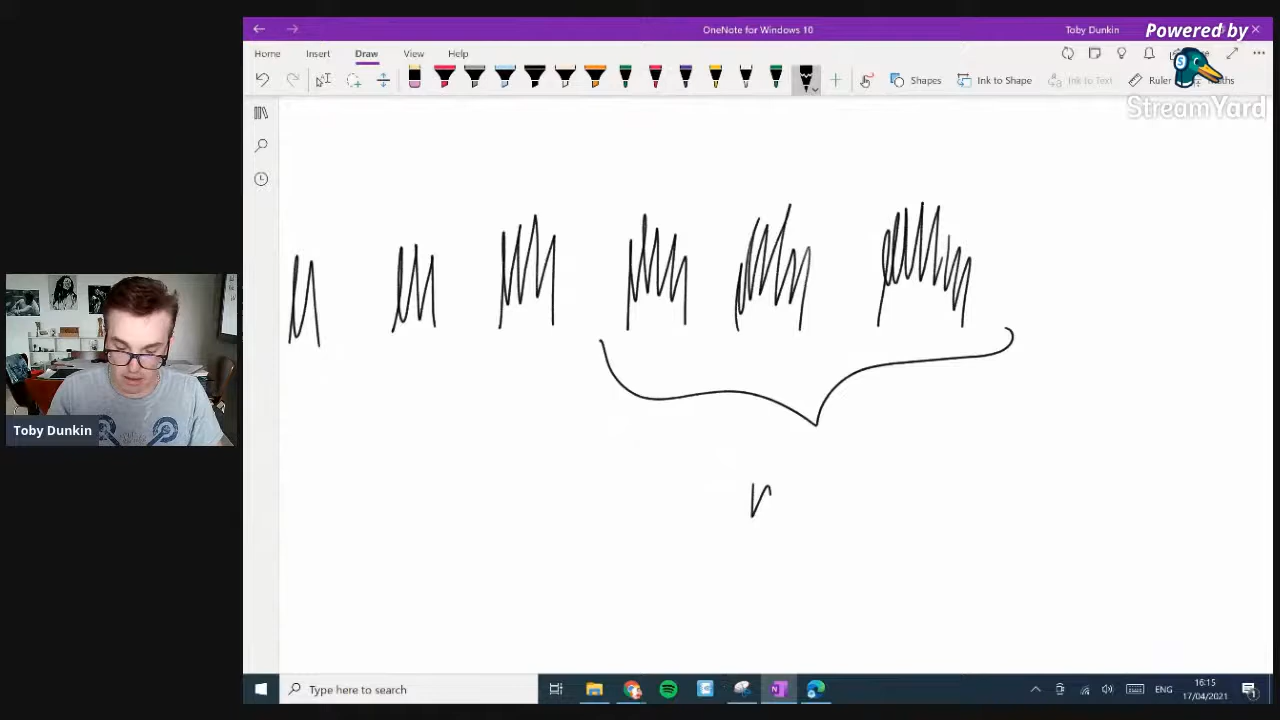 OneNote for Windows 10
Toby Dunkin
Powered by
StreamYard
Home Insert Draw View Help
Shapes Ink to Shape Ink to Text Ruler
Toby Dunkin
r
Type here to search
ENG
16:15
17/04/2021